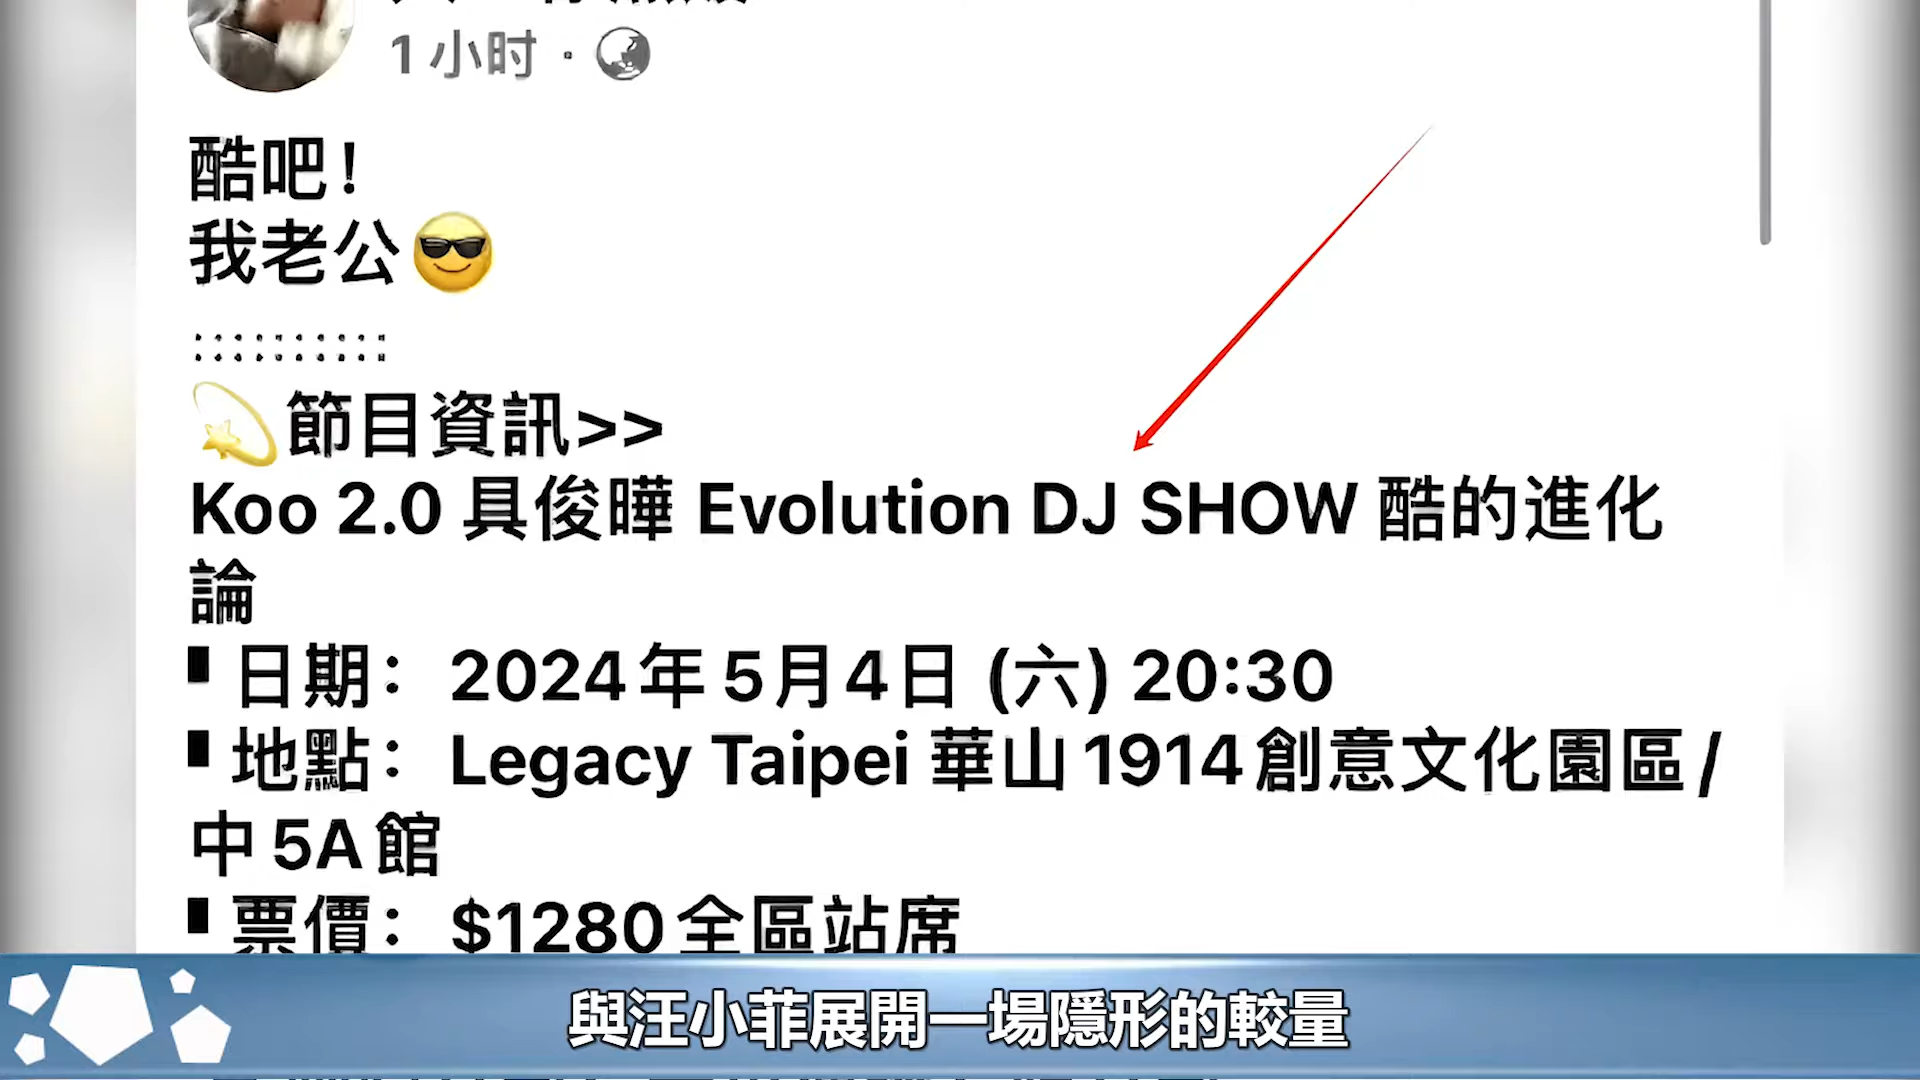 1小时
酷吧！
我老公
::::::::::
節目資訊>>
Koo 2.0 具俊曄 Evolution DJ SHOW 酷的進化
論
日期： 2024年5月4日 (六) 20:30
地點： Legacy Taipei 華山1914創意文化園區/
中5A館
票價： $1280全區站席
與汪小菲展開一場隱形的較量